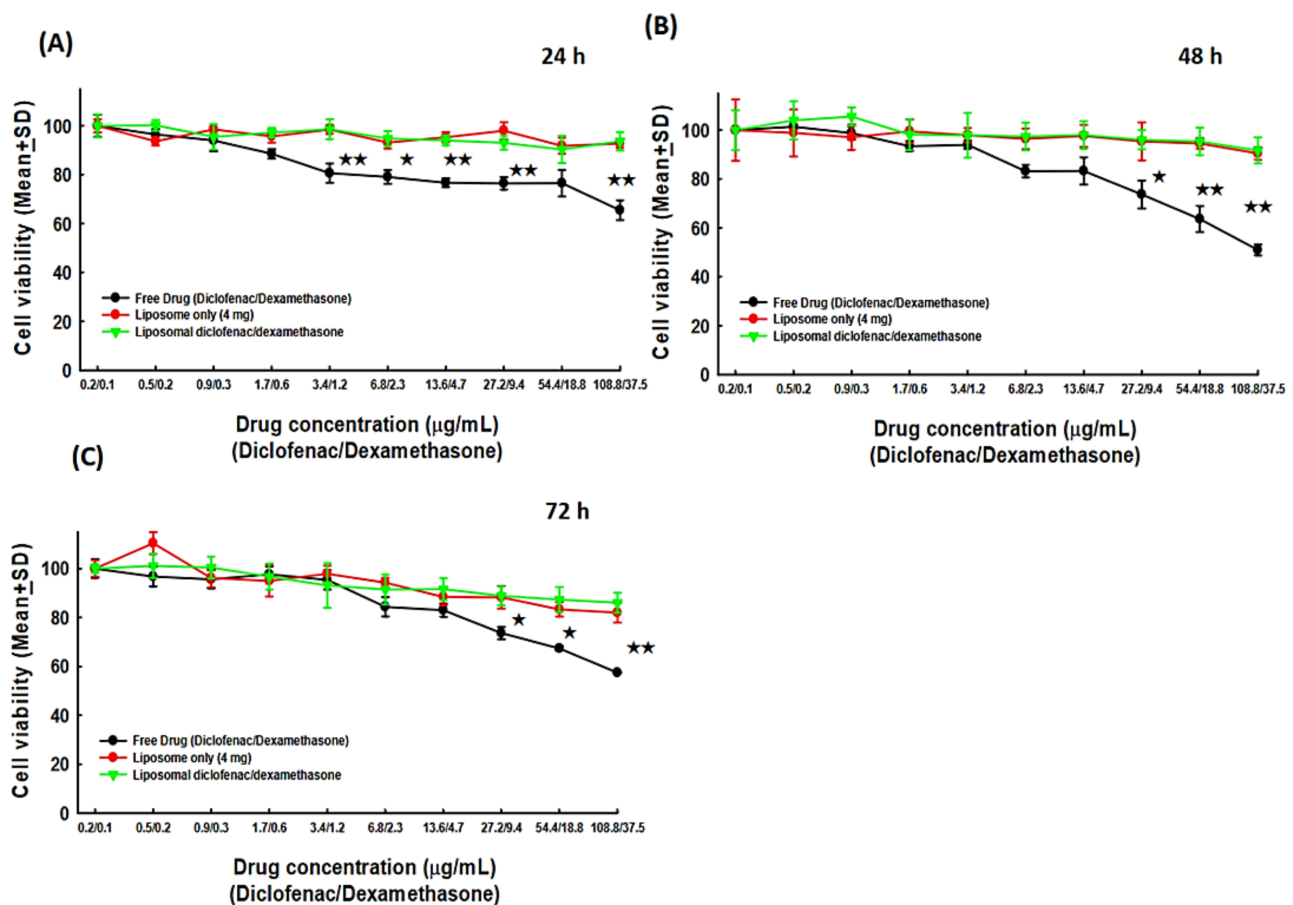 (A)
24 h
Cell viability (Mean±SD)
100
80
60
40
20
0
★★
★
★★
★★
★★
Free Drug (Diclofenac/Dexamethasone)
Liposome only (4 mg)
Liposomal diclofenac/dexamethasone
0.2/0.1 0.5/0.2 0.9/0.3 1.7/0.6 3.4/1.2 6.8/2.3 13.6/4.7 27.2/9.4 54.4/18.8 108.8/37.5
Drug concentration (μg/mL)
(Diclofenac/Dexamethasone)
(B)
48 h
Cell viability (Mean±SD)
100
80
60
40
20
0
★
★★
★★
Free Drug (Diclofenac/Dexamethasone)
Liposome only (4 mg)
Liposomal diclofenac/dexamethasone
0.2/0.1 0.5/0.2 0.9/0.3 1.7/0.6 3.4/1.2 6.8/2.3 13.6/4.7 27.2/9.4 54.4/18.8 108.8/37.5
Drug concentration (μg/mL)
(Diclofenac/Dexamethasone)
(C)
72 h
Cell viability (Mean±SD)
100
80
60
40
20
0
★
★
★★
Free Drug (Diclofenac/Dexamethasone)
Liposome only (4 mg)
Liposomal diclofenac/dexamethasone
0.2/0.1 0.5/0.2 0.9/0.3 1.7/0.6 3.4/1.2 6.8/2.3 13.6/4.7 27.2/9.4 54.4/18.8 108.8/37.5
Drug concentration (μg/mL)
(Diclofenac/Dexamethasone)